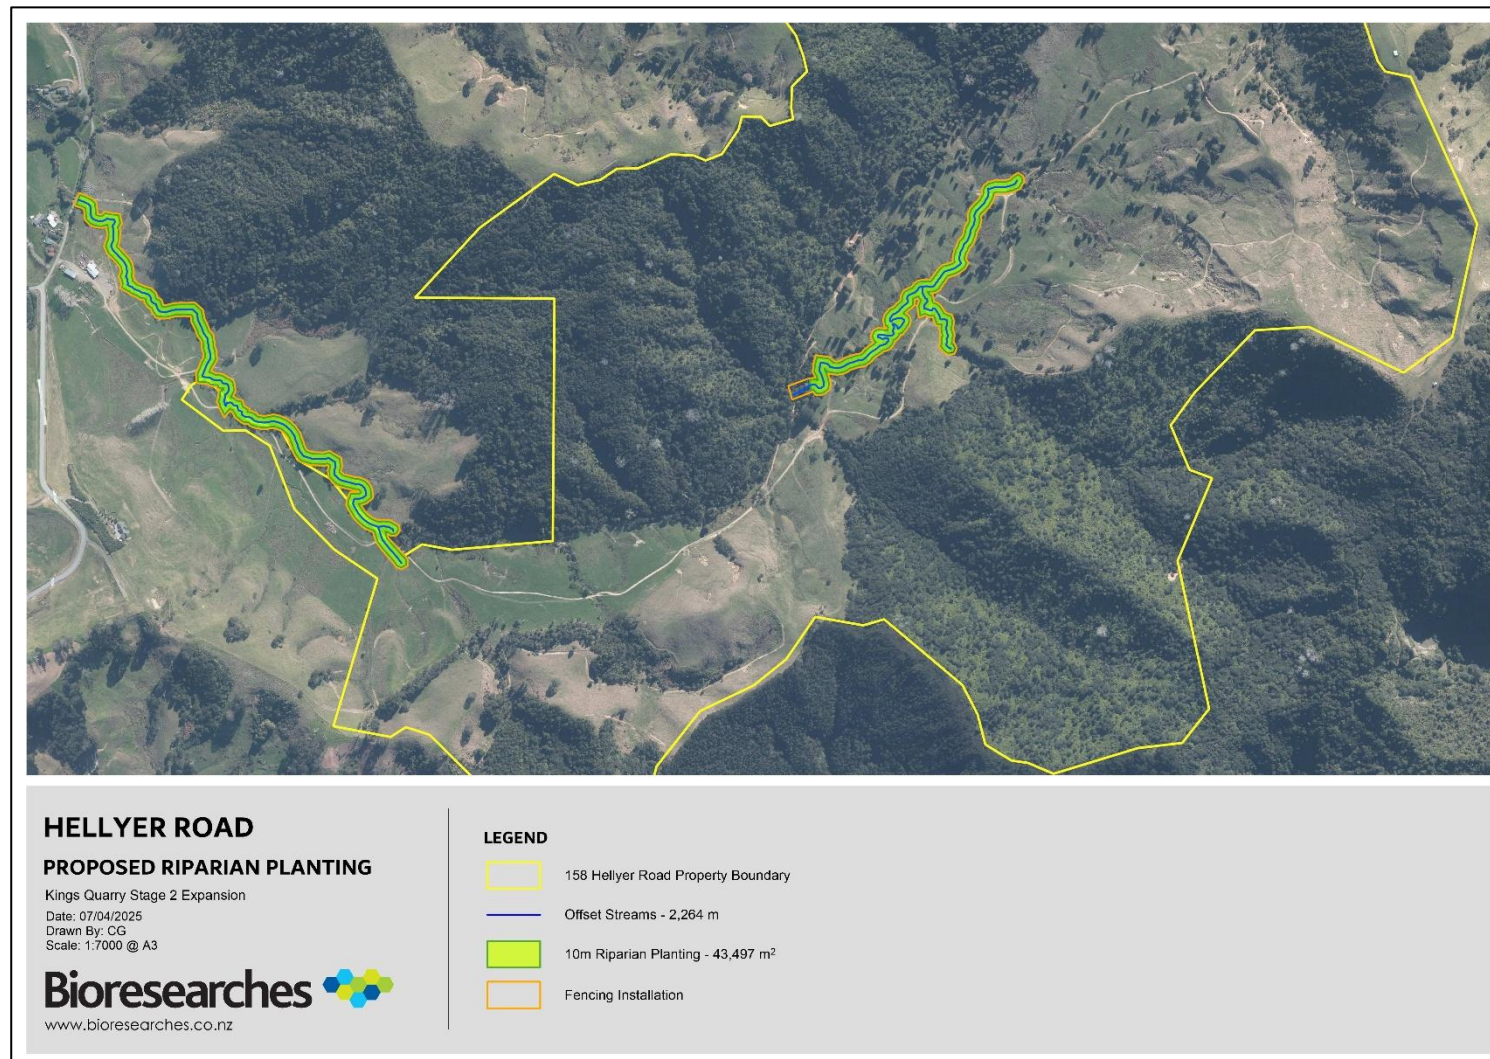 HELLYER ROAD
PROPOSED RIPARIAN PLANTING
Kings Quarry Stage 2 Expansion
Date: 07/04/2025
Drawn By: CG
Scale: 1:7000 @ A3
Bioresearches
www.bioresearches.co.nz
LEGEND
158 Hellyer Road Property Boundary
Offset Streams - 2,264 m
10m Riparian Planting - 43,497 m²
Fencing Installation